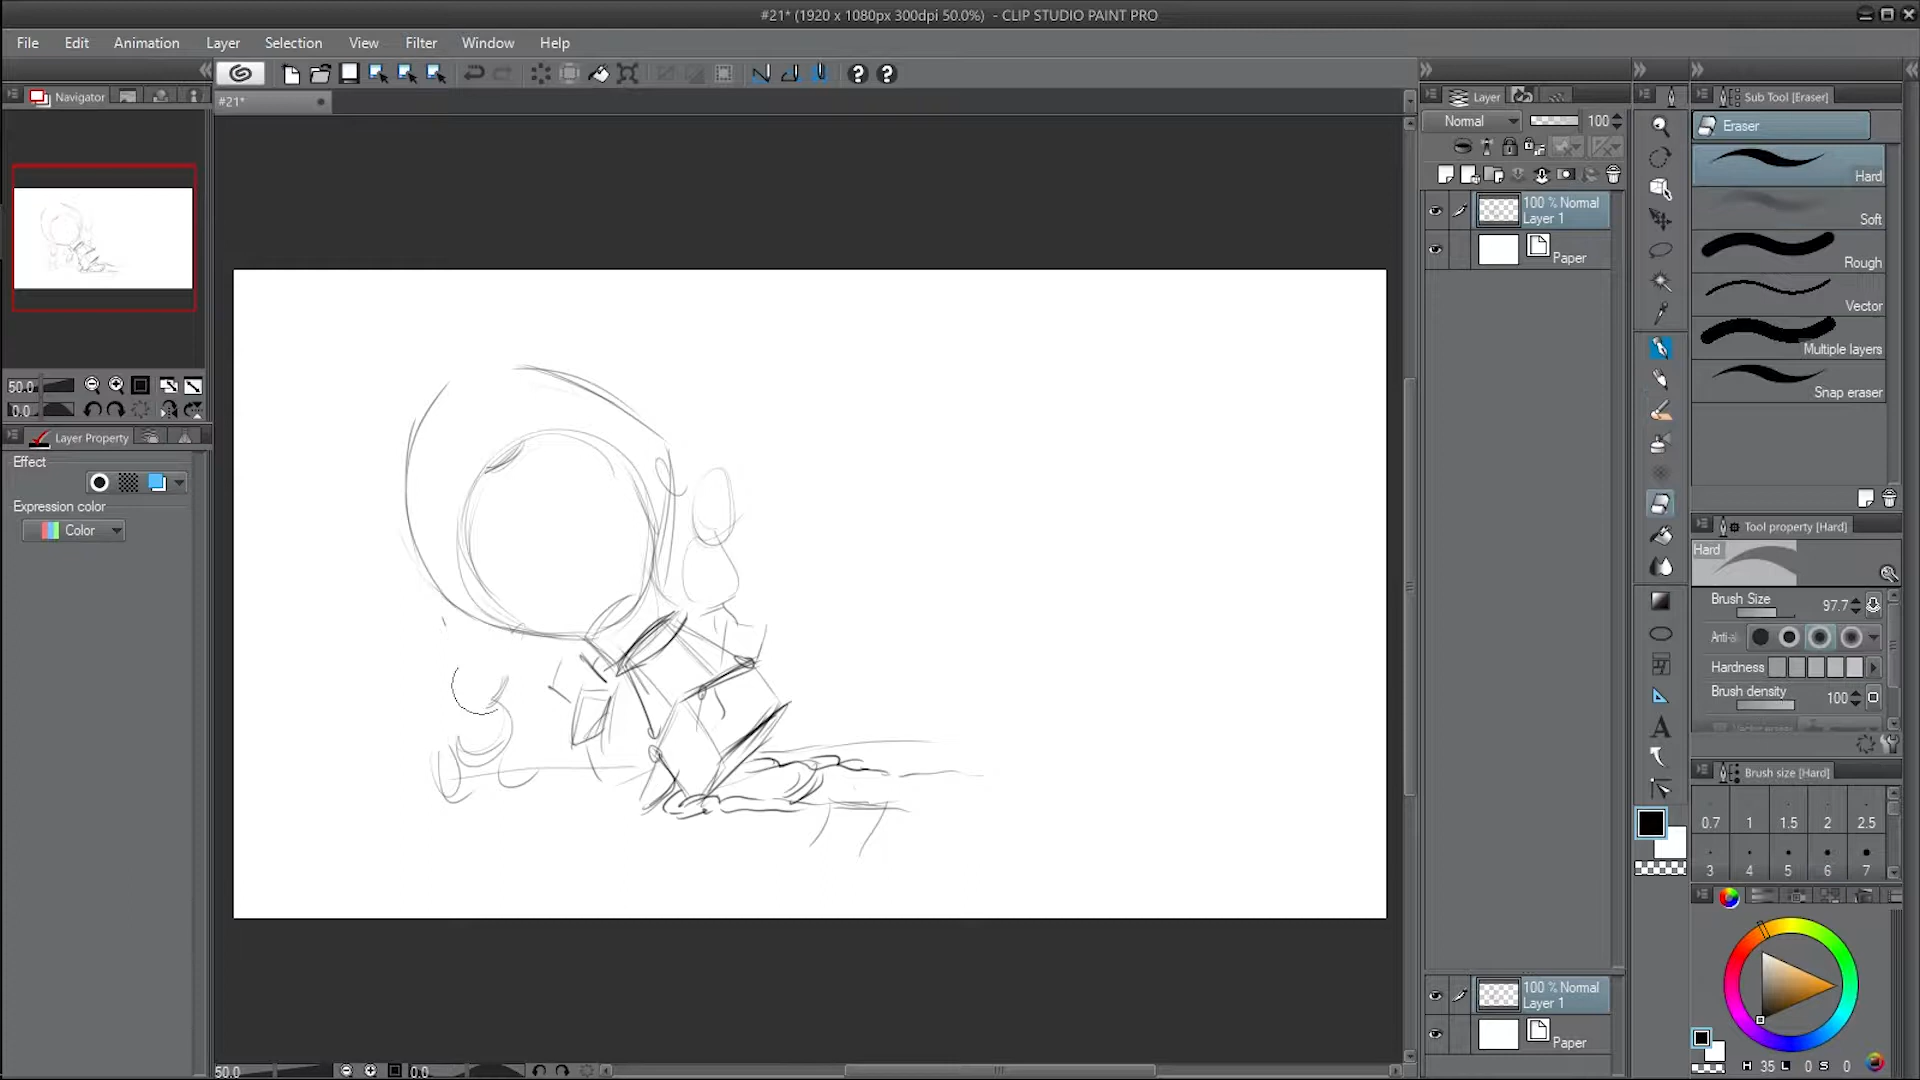 #21* (1920 x 1080px 300dpi 50.0%) - CLIP STUDIO PAINT PRO
File Edit Animation Layer Selection View Filter Window Help
#21*
Navigator
50.0
0.0
Layer Property
Effect
Expression color
Color
50.0
0.0
Layer
Normal 100
100 % Normal
Layer 1
Paper
100 % Normal
Layer 1
Paper
Sub Tool [Eraser]
Eraser
Hard
Soft
Rough
Vector
Multiple layers
Snap eraser
Tool property [Hard]
Hard
Brush Size 97.7
Anti-al
Hardness
Brush density 100
Brush size [Hard]
0.7 1 1.5 2 2.5
3 4 5 6 7
H 35 L 0 S 0